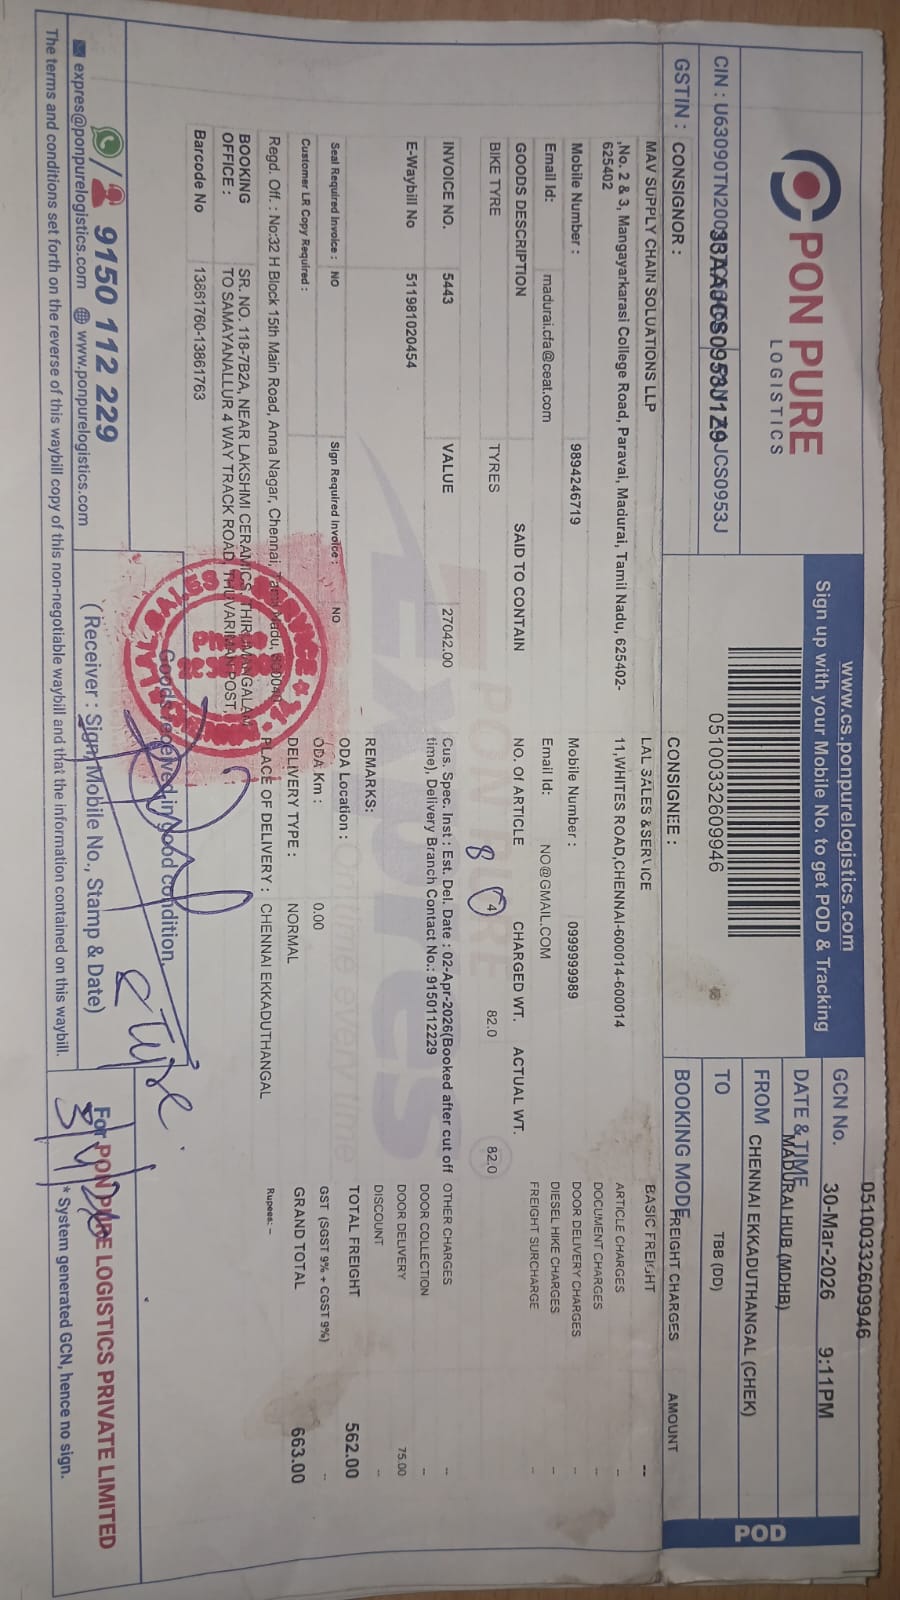 PON PURE
LOGISTICS
www.cs.ponpurelogistics.com
Sign up with your Mobile No. to get POD & Tracking
05100332609946
05100332609946
GCN No. 30-Mar-2026 9:11PM
DATE & TIME
MADURAI HUB (MDHB)
FROM CHENNAI EKKADUTHANGAL (CHEK)
TO TBB (DD)
POD
CIN :
GSTIN :
CONSIGNOR :
CONSIGNEE :
BOOKING MODE
FREIGHT CHARGES AMOUNT
MAV SUPPLY CHAIN SOLUATIONS LLP
,No. 2 & 3, Mangayarkarasi College Road, Paravai, Madurai, Tamil Nadu, 625402-
625402
Mobile Number : 9894246719
Email Id: madurai.cfa@ceat.com
LAL SALES &SERVICE
11,WHITES ROAD,CHENNAI-600014-600014
Mobile Number : 09999999989
Email Id: NO@GMAIL.COM
GOODS DESCRIPTION SAID TO CONTAIN NO. OF ARTICLE CHARGED WT. ACTUAL WT.
BIKE TYRE TYRES 8 4 82.0 82.0
INVOICE NO. 5443 VALUE 27042.00
E-Waybill No 511981020454
Cus. Spec. Inst : Est. Del. Date : 02-Apr-2026(Booked after cut off
time), Delivery Branch Contact No.: 9150112229
REMARKS:
Seal Required Invoice : NO Sign Required Invoice : NO
ODA Location :
Customer LR Copy Required :
ODA Km : 0.00
DELIVERY TYPE : NORMAL
Regd. Off. : No:32 H Block 15th Main Road, Anna Nagar, Chennai,
PLACE OF DELIVERY : CHENNAI EKKADUTHANGAL
BOOKING
OFFICE :
SR. NO. 118-7B2A, NEAR LAKSHMI CERAMICS, THIRUMANGALAM
TO SAMAYANALLUR 4 WAY TRACK ROAD, THUVARIMAN POST,
Barcode No 13861760-13861763
BASIC FREIGHT --
ARTICLE CHARGES --
DOCUMENT CHARGES --
DOOR DELIVERY CHARGES --
DIESEL HIKE CHARGES --
FREIGHT SURCHARGE --
OTHER CHARGES --
DOOR COLLECTION --
DOOR DELIVERY 75.00
DISCOUNT --
TOTAL FREIGHT 562.00
GST (SGST 9% + CGST 9%) --
GRAND TOTAL 663.00
Rupees: -
Goods received in good condition
(Receiver : Sign, Mobile No., Stamp & Date)
For PON PURE LOGISTICS PRIVATE LIMITED
* System generated GCN, hence no sign.
9150 112 229
expres@ponpurelogistics.com www.ponpurelogistics.com
The terms and conditions set forth on the reverse of this waybill copy of this non-negotiable waybill and that the information contained on this waybill.